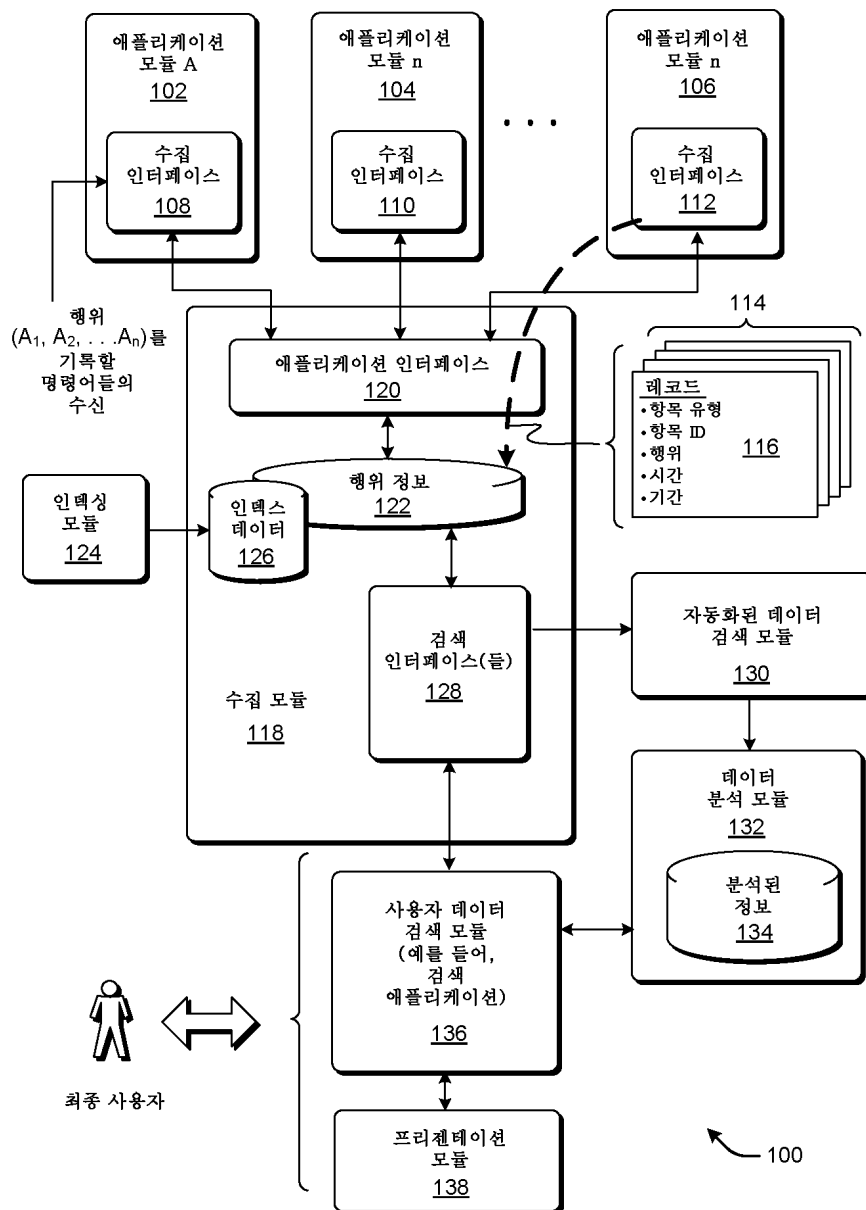 애플리케이션
모듈 A
102
수집
인터페이스
108
애플리케이션
모듈 n
104
수집
인터페이스
110
. . .
애플리케이션
모듈 n
106
수집
인터페이스
112
행위
(A1, A2, . . .An)를
기록할
명령어들의
수신
애플리케이션 인터페이스
120
114
레코드
•항목 유형
•항목 ID
•행위
•시간
•기간
116
행위 정보
122
인덱싱
모듈
124
인덱스
데이터
126
검색
인터페이스(들)
128
수집 모듈
118
자동화된 데이터
검색 모듈
130
데이터
분석 모듈
132
분석된
정보
134
사용자 데이터
검색 모듈
(예를 들어,
검색
애플리케이션)
136
최종 사용자
프리젠테이션
모듈
138
100